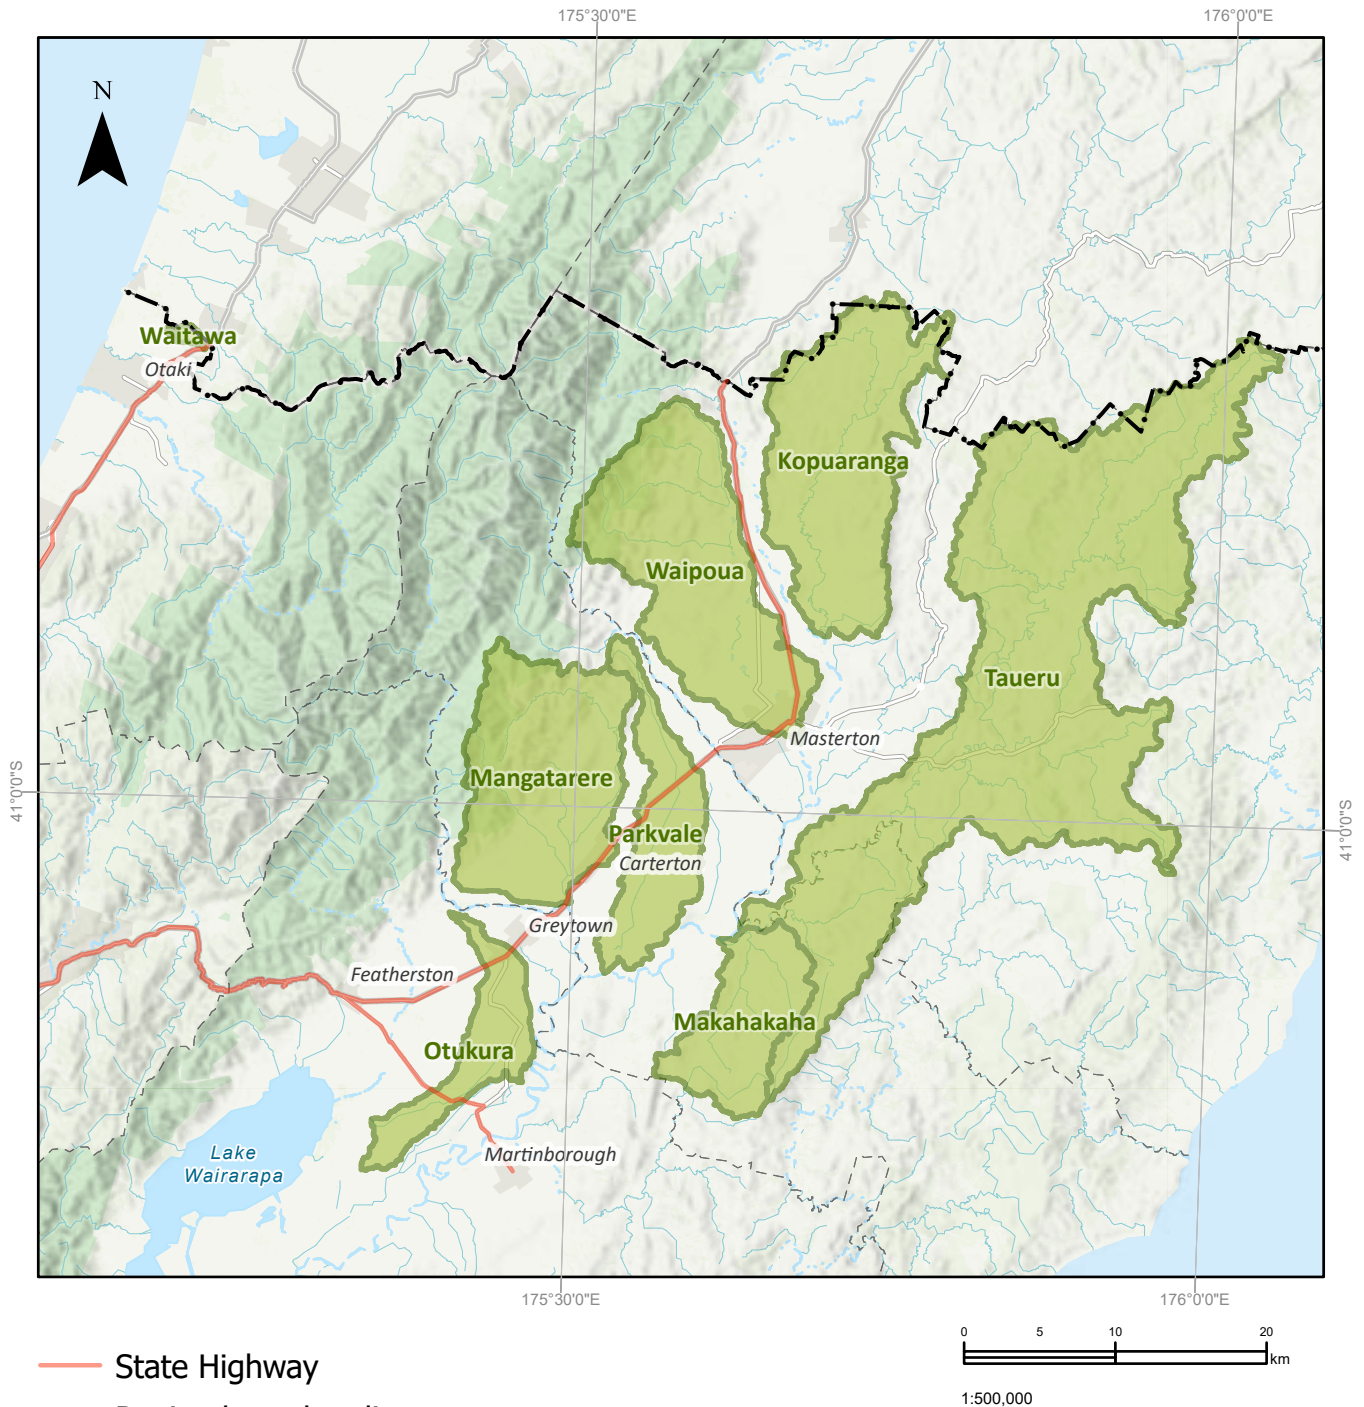 175°30'0"E
176°0'0"E
N
Waitawa
Otaki
Kopuaranga
Waipoua
Taueru
Masterton
Mangatarere
41°0'0"S
41°0'0"S
Parkvale
Carterton
Greytown
Featherston
Makahakaha
Otukura
Lake
Wairarapa
Martinborough
175°30'0"E
176°0'0"E
0 5 10 20
km
State Highway
1:500,000